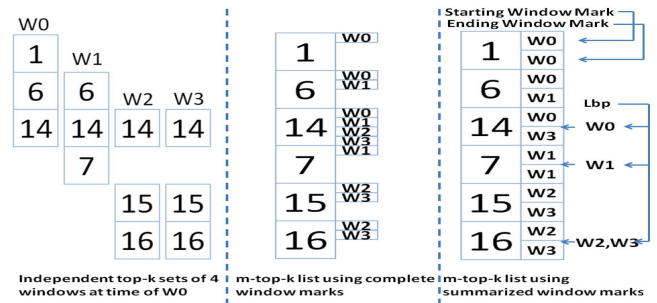 W0
1
6
14
W1
6
14
7
W2
14
15
16
W3
14
15
16
Independent top-k sets of 4
windows at time of W0
1
W0
6
W0
W1
14
W0
W1
W2
W3
7
W1
15
W2
W3
16
W2
W3
m-top-k list using complete
window marks
Starting Window Mark
Ending Window Mark
1
W0
W0
6
W0
W1
14
W0
W3
7
W1
W1
15
W2
W3
16
W2
W3
Lbp
W0
W1
W2,W3
m-top-k list using
summarized window marks